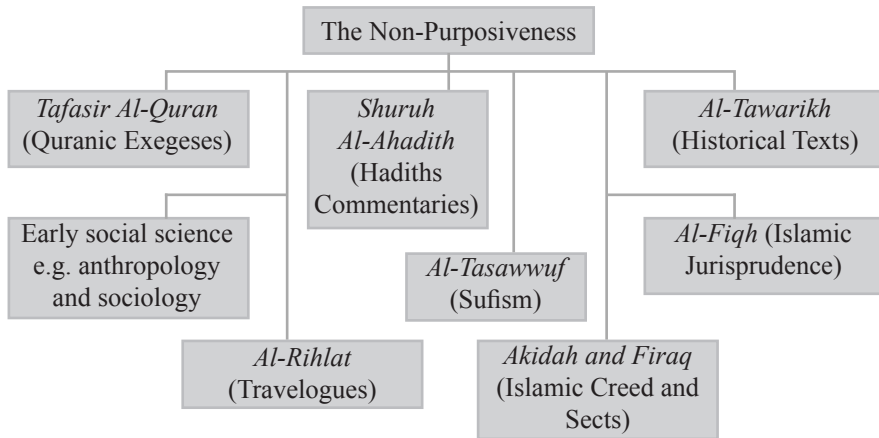 The Non-Purposiveness
Tafasir Al-Quran
(Quranic Exegeses)
Shuruh
Al-Ahadith
(Hadiths
Commentaries)
Al-Tawarikh
(Historical Texts)
Early social science
e.g. anthropology
and sociology
Al-Tasawwuf
(Sufism)
Al-Fiqh (Islamic
Jurisprudence)
Al-Rihlat
(Travelogues)
Akidah and Firaq
(Islamic Creed and
Sects)